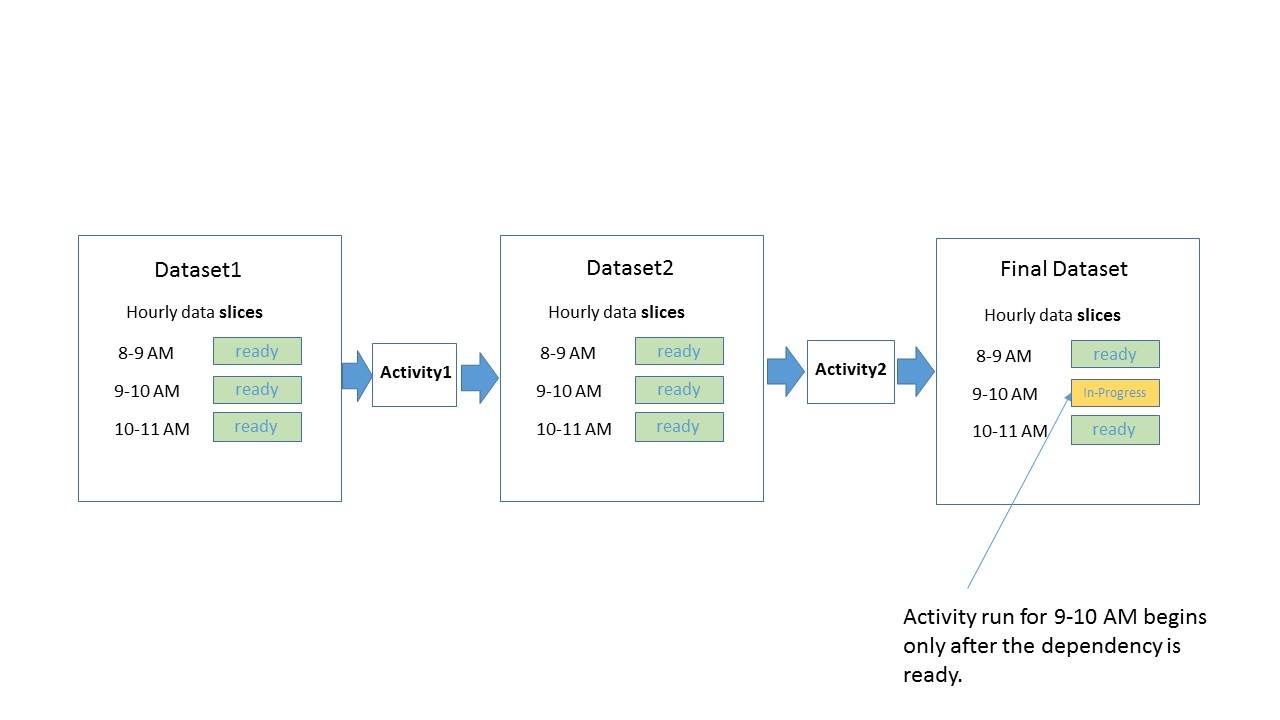 Dataset1
Hourly data slices
8-9 AM ready
9-10 AM ready
10-11 AM ready
Activity1
Dataset2
Hourly data slices
8-9 AM ready
9-10 AM ready
10-11 AM ready
Activity2
Final Dataset
Hourly data slices
8-9 AM ready
9-10 AM In-Progress
10-11 AM ready
Activity run for 9-10 AM begins
only after the dependency is
ready.